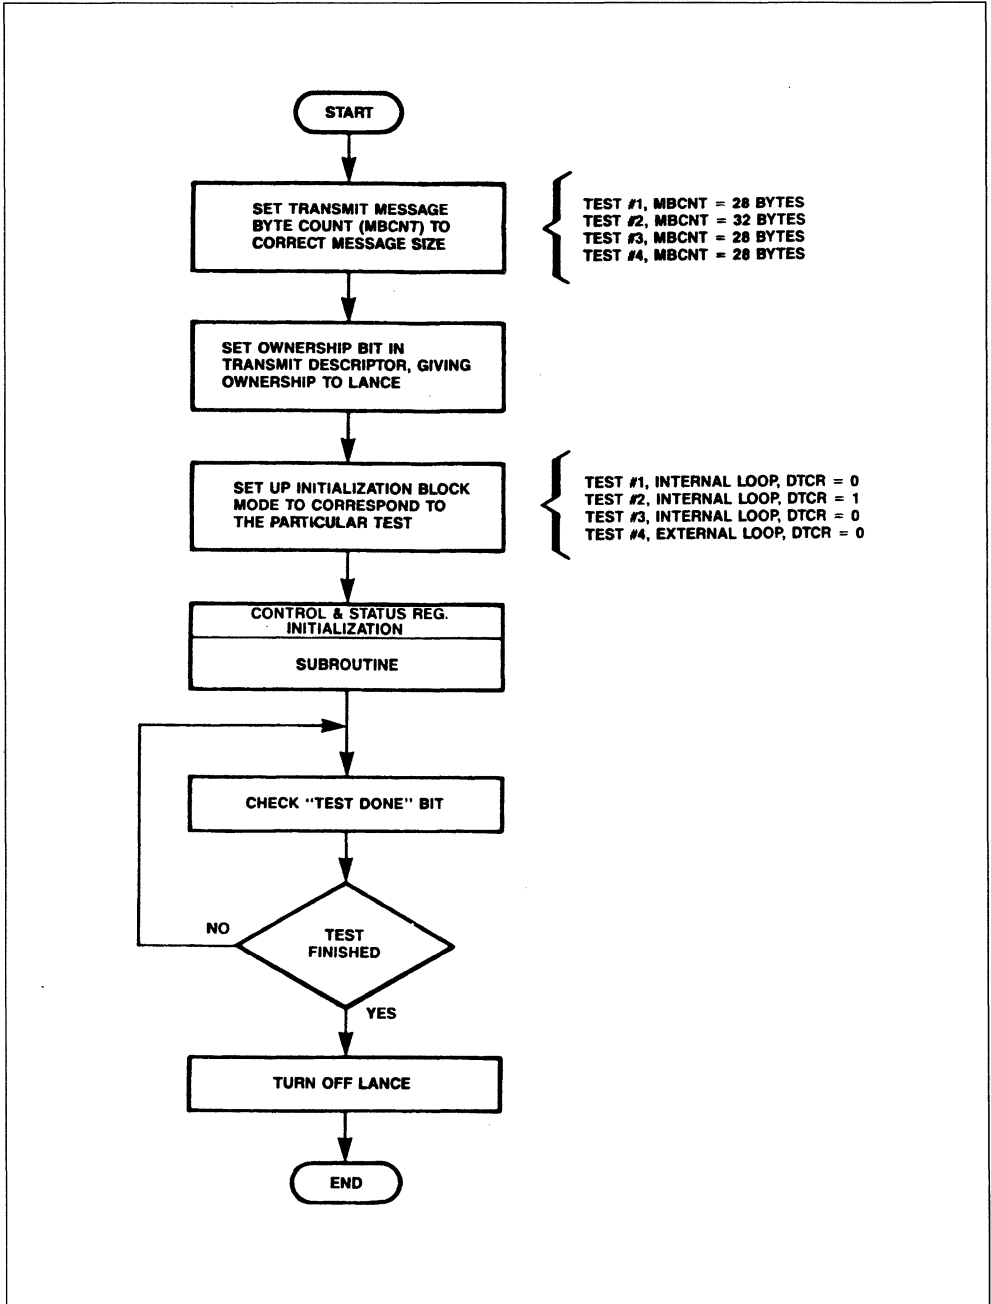 START
SET TRANSMIT MESSAGE
BYTE COUNT (MBCNT) TO
CORRECT MESSAGE SIZE
TEST #1, MBCNT = 28 BYTES
TEST #2, MBCNT = 32 BYTES
TEST #3, MBCNT = 28 BYTES
TEST #4, MBCNT = 28 BYTES
SET OWNERSHIP BIT IN
TRANSMIT DESCRIPTOR, GIVING
OWNERSHIP TO LANCE
SET UP INITIALIZATION BLOCK
MODE TO CORRESPOND TO
THE PARTICULAR TEST
TEST #1, INTERNAL LOOP, DTCR = 0
TEST #2, INTERNAL LOOP, DTCR = 1
TEST #3, INTERNAL LOOP, DTCR = 0
TEST #4, EXTERNAL LOOP, DTCR = 0
CONTROL & STATUS REG.
INITIALIZATION
SUBROUTINE
CHECK "TEST DONE" BIT
NO
TEST
FINISHED
YES
TURN OFF LANCE
END